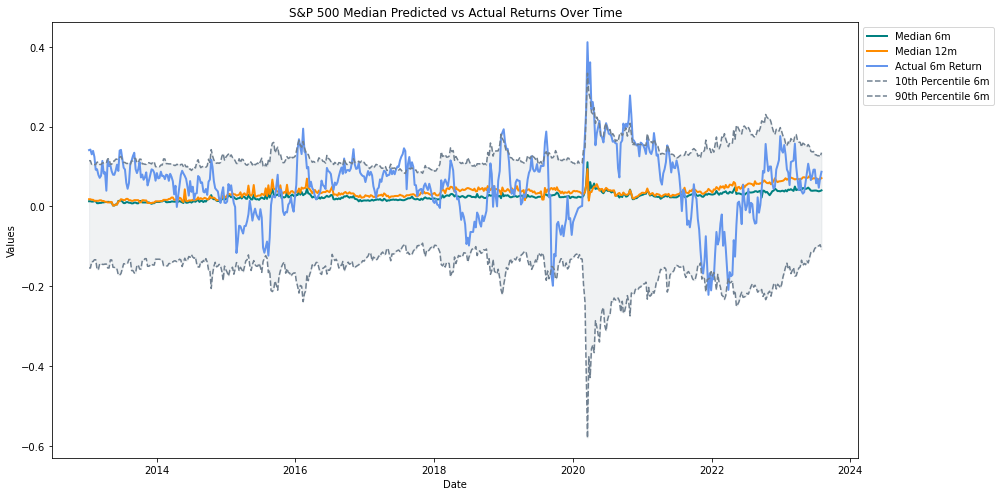 S&P 500 Median Predicted vs Actual Returns Over Time
Median 6m
Median 12m
Actual 6m Return
10th Percentile 6m
90th Percentile 6m
0.4
0.2
0.0
−0.2
−0.4
−0.6
Values
2014
2016
2018
2020
2022
2024
Date